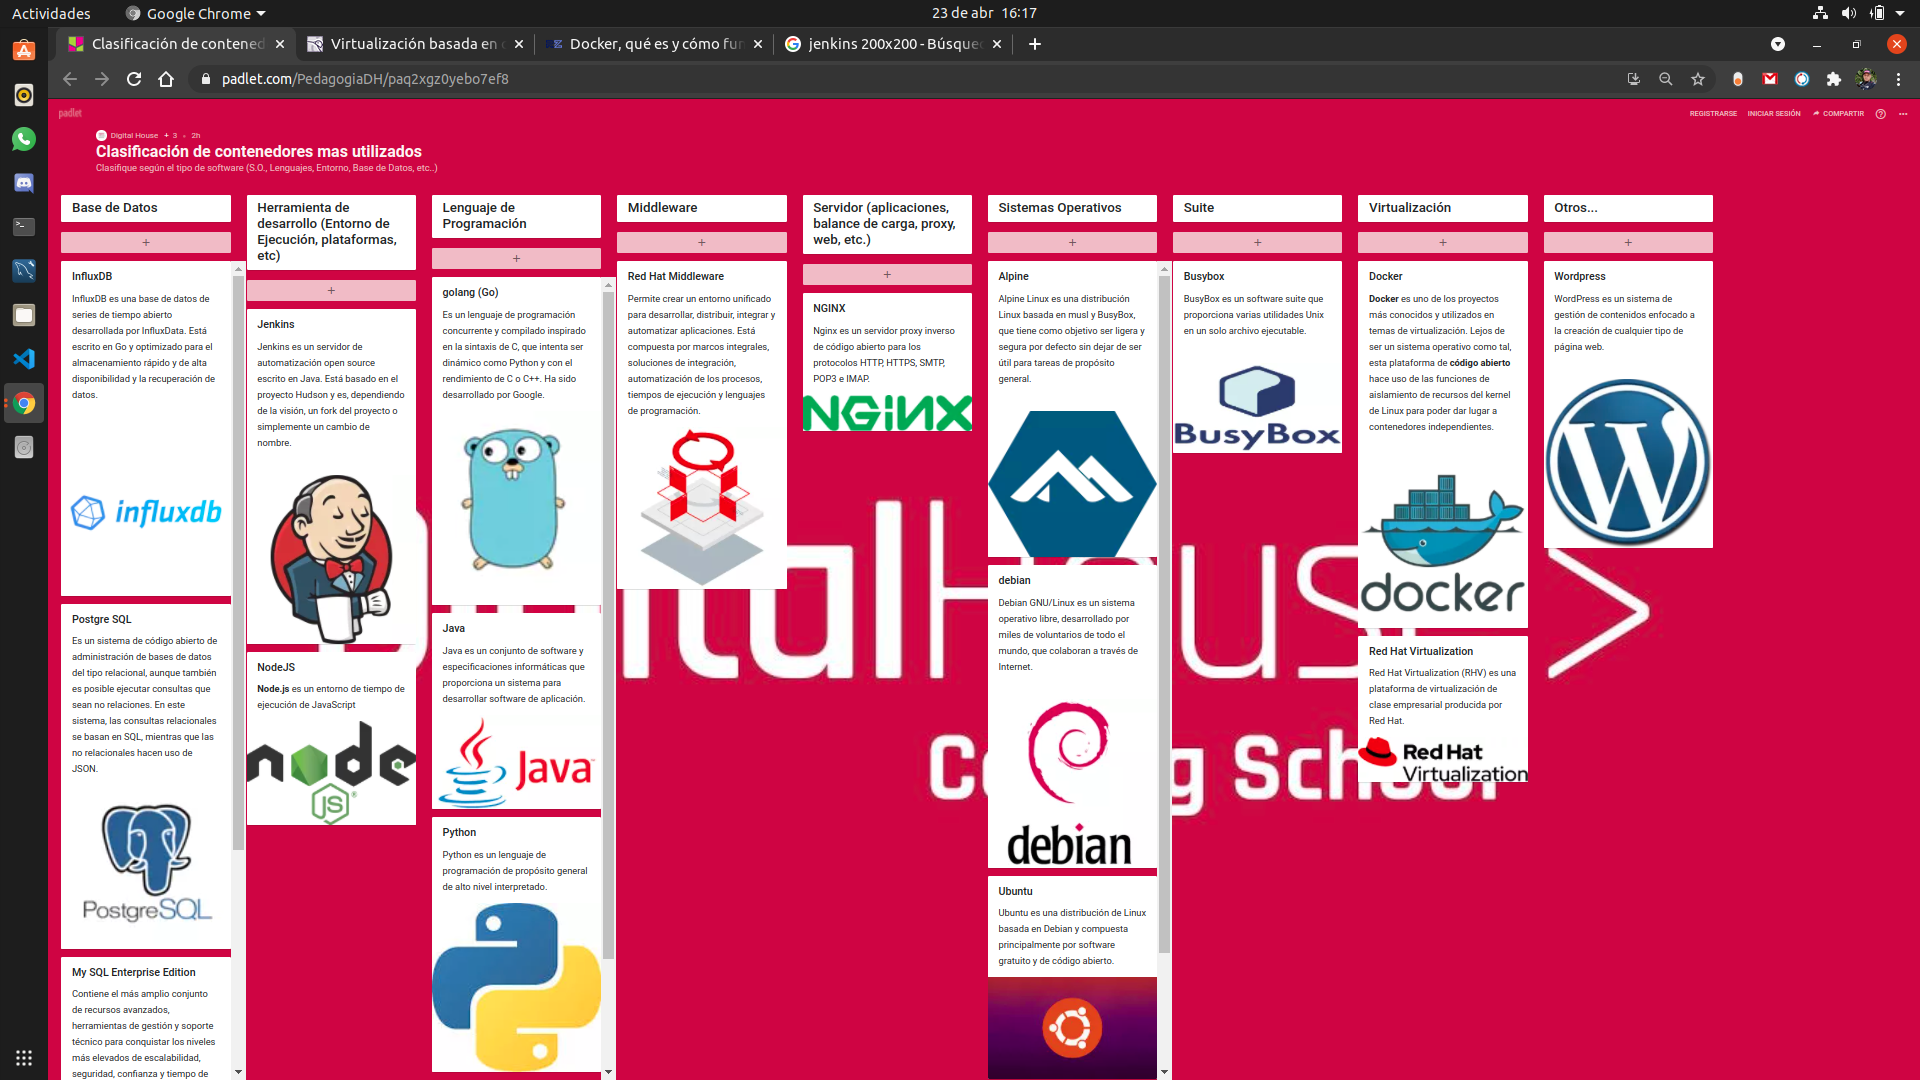 Actividades
Google Chrome
23 de abr 16:17
Clasificación de contened
Virtualización basada en
Docker, qué es y cómo fun
jenkins 200x200 - Búsque
padlet.com/PedagogiaDH/paq2xgz0yebo7ef8
padlet
REGISTRARSE
INICIAR SESIÓN
COMPARTIR
Digital House + 3 • 2h
Clasificación de contenedores mas utilizados
Clasifique según el tipo de software (S.O., Lenguajes, Entorno, Base de Datos, etc..)
Base de Datos
+
InfluxDB
InfluxDB es una base de datos de
series de tiempo abierto
desarrollada por InfluxData. Está
escrito en Go y optimizado para el
almacenamiento rápido y de alta
disponibilidad y la recuperación de
datos.
influxdb
Postgre SQL
Es un sistema de código abierto de
administración de bases de datos
del tipo relacional, aunque también
es posible ejecutar consultas que
sean no relaciones. En este
sistema, las consultas relacionales
se basan en SQL, mientras que las
no relacionales hacen uso de
JSON.
PostgreSQL
My SQL Enterprise Edition
Contiene el más amplio conjunto
de recursos avanzados,
herramientas de gestión y soporte
técnico para conquistar los niveles
más elevados de escalabilidad,
seguridad, confianza y tiempo de
Herramienta de
desarrollo (Entorno de
Ejecución, plataformas,
etc)
+
Jenkins
Jenkins es un servidor de
automatización open source
escrito en Java. Está basado en el
proyecto Hudson y es, dependiendo
de la visión, un fork del proyecto o
simplemente un cambio de
nombre.
NodeJS
Node.js es un entorno de tiempo de
ejecución de JavaScript
node
JS®
Lenguaje de
Programación
+
golang (Go)
Es un lenguaje de programación
concurrente y compilado inspirado
en la sintaxis de C, que intenta ser
dinámico como Python y con el
rendimiento de C o C++. Ha sido
desarrollado por Google.
Java
Java es un conjunto de software y
especificaciones informáticas que
proporciona un sistema para
desarrollar software de aplicación.
Java
Python
Python es un lenguaje de
programación de propósito general
de alto nivel interpretado.
Middleware
+
Red Hat Middleware
Permite crear un entorno unificado
para desarrollar, distribuir, integrar y
automatizar aplicaciones. Está
compuesta por marcos integrales,
soluciones de integración,
automatización de los procesos,
tiempos de ejecución y lenguajes
de programación.
Servidor (aplicaciones,
balance de carga, proxy,
web, etc.)
+
NGINX
Nginx es un servidor proxy inverso
de código abierto para los
protocolos HTTP, HTTPS, SMTP,
POP3 e IMAP.
NGINX
Sistemas Operativos
+
Alpine
Alpine Linux es una distribución
Linux basada en musl y BusyBox,
que tiene como objetivo ser ligera y
segura por defecto sin dejar de ser
útil para tareas de propósito
general.
debian
Debian GNU/Linux es un sistema
operativo libre, desarrollado por
miles de voluntarios de todo el
mundo, que colaboran a través de
Internet.
debian
Ubuntu
Ubuntu es una distribución de Linux
basada en Debian y compuesta
principalmente por software
gratuito y de código abierto.
Suite
+
Busybox
BusyBox es un software suite que
proporciona varias utilidades Unix
en un solo archivo ejecutable.
BusyBox
Virtualización
+
Docker
Docker es uno de los proyectos
más conocidos y utilizados en
temas de virtualización. Lejos de
ser un sistema operativo como tal,
esta plataforma de código abierto
hace uso de las funciones de
aislamiento de recursos del kernel
de Linux para poder dar lugar a
contenedores independientes.
docker
Red Hat Virtualization
Red Hat Virtualization (RHV) es una
plataforma de virtualización de
clase empresarial producida por
Red Hat.
Red Hat
Virtualization
Otros...
+
Wordpress
WordPress es un sistema de
gestión de contenidos enfocado a
la creación de cualquier tipo de
página web.